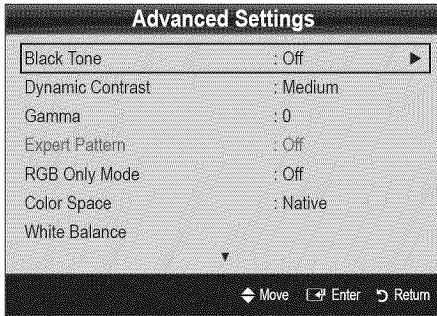 Advanced Settings
Black Tone : Off ►
Dynamic Contrast : Medium
Gamma : 0
Expert Pattern : Off
RGB Only Mode : Off
Color Space : Native
White Balance
▼
Move Enter Return